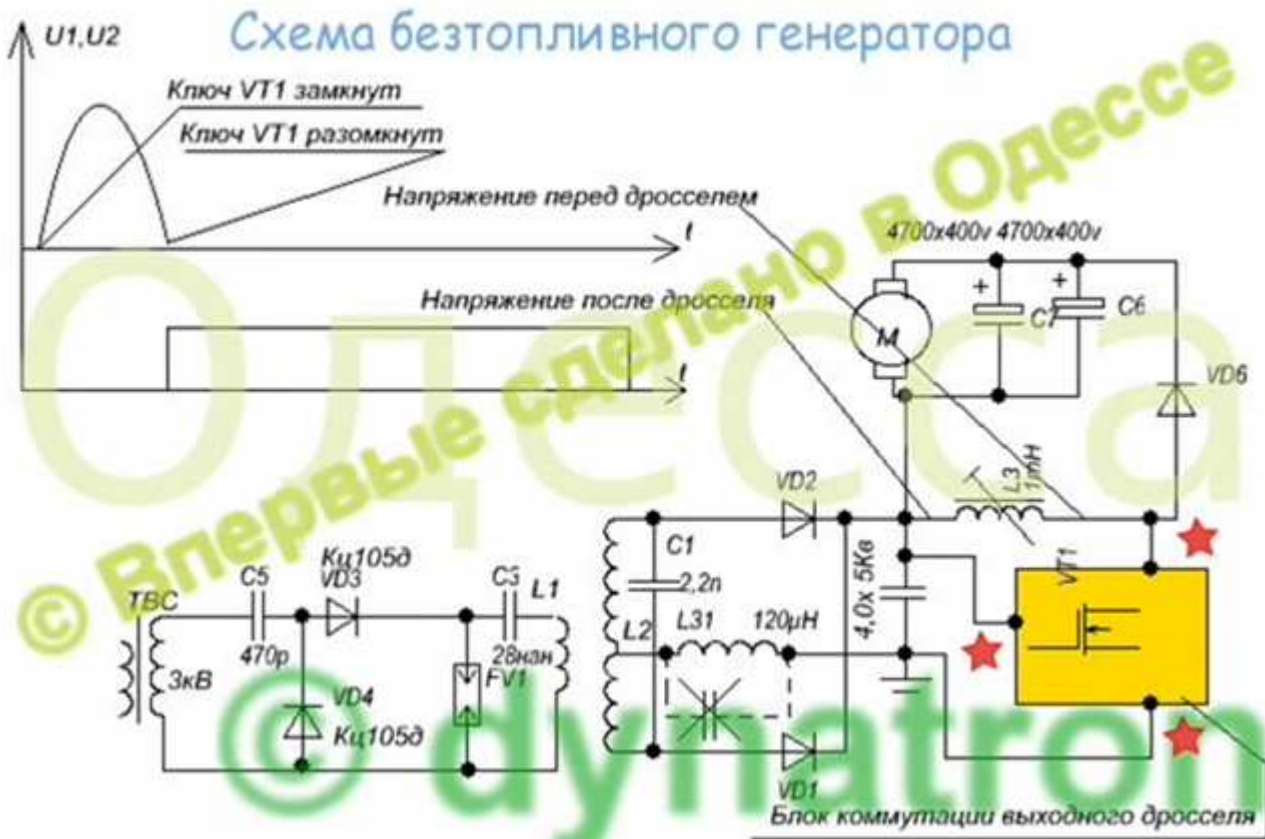 Схема безтопливного генератора
U1,U2
Ключ VT1 замкнут
Ключ VT1 разомкнут
Напряжение перед дросселем
t
4700x400v 4700x400v
Напряжение после дросселя
t
+
+
C7
C6
M
VD6
VD2
L3
1mH
C1
2,2n
4,0x 5Кв
VT1
Кц105д
C5
VD3
C3
L1
ТВС
L2
L31
120µH
470p
28нан
3кВ
VD4
FV1
Кц105д
VD1
Блок коммутации выходного дросселя
Одесса
© Впервые сделано в Одессе
© dynatron